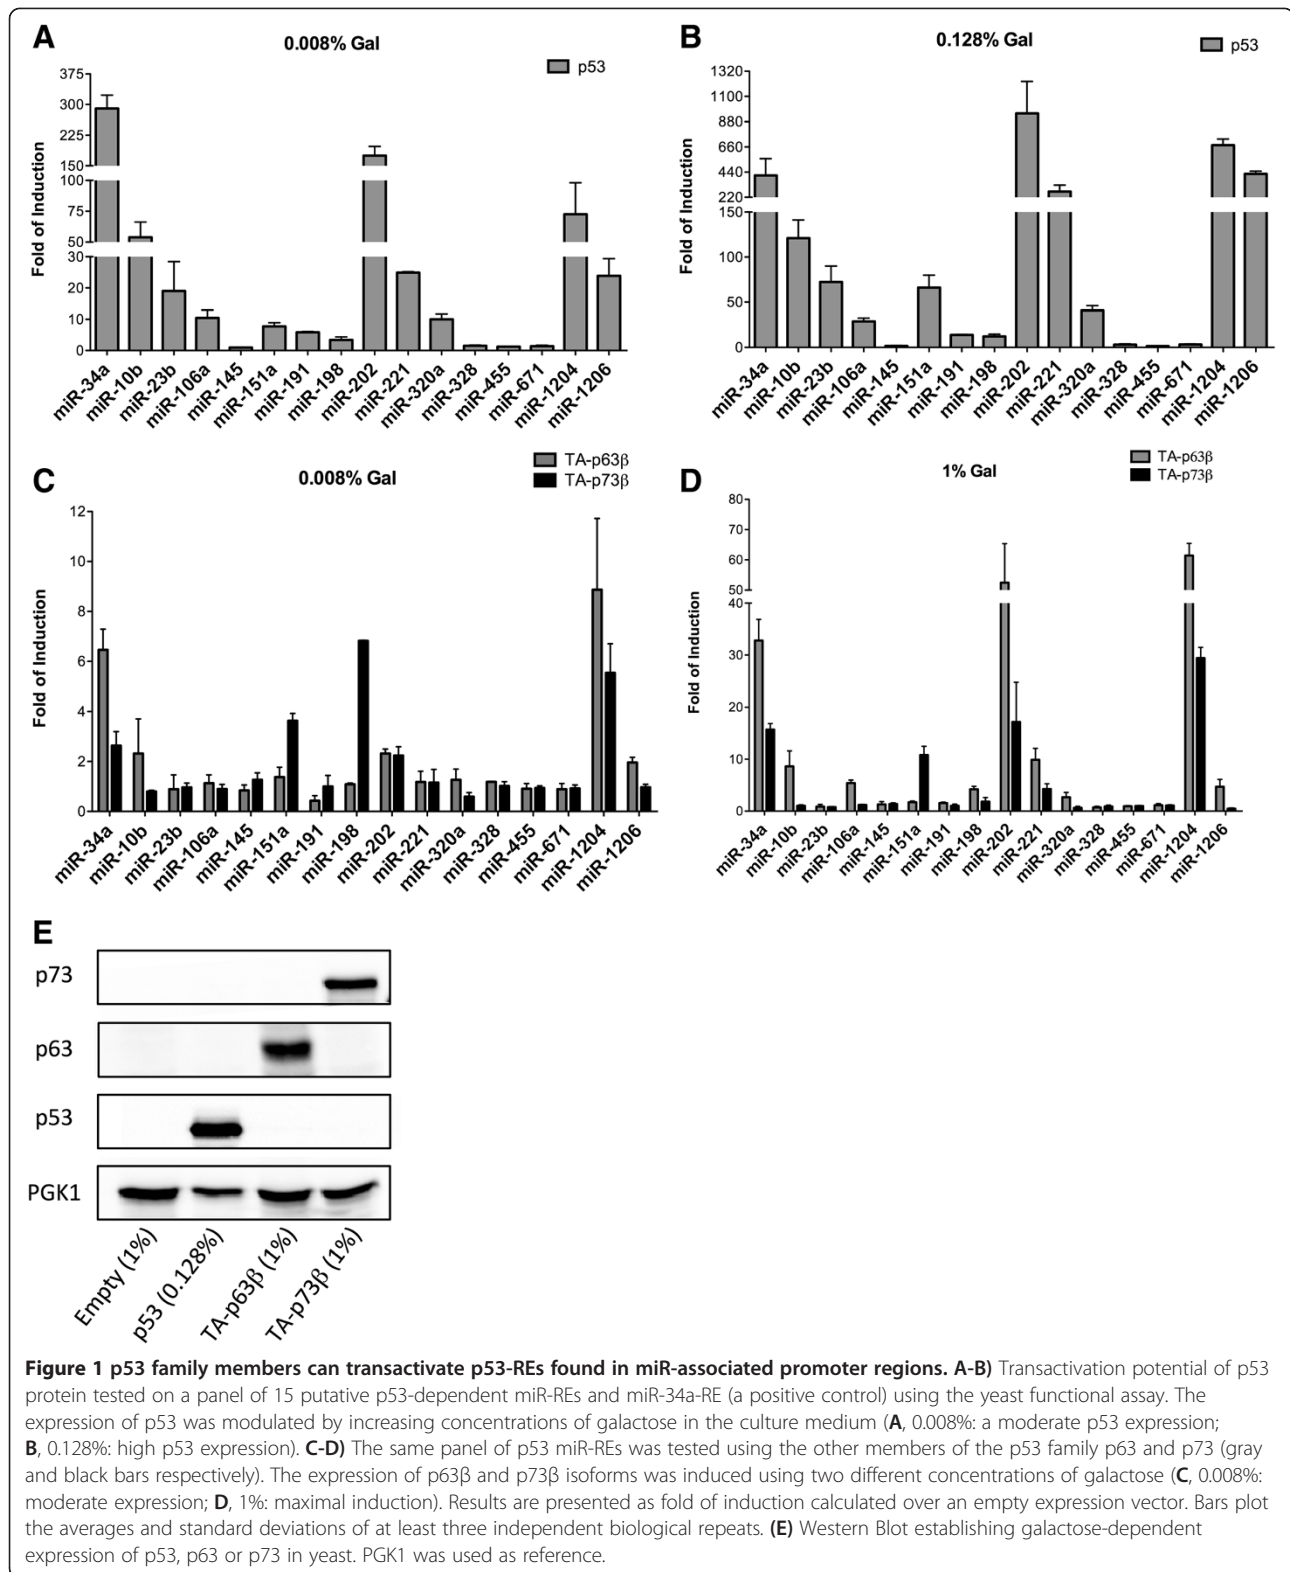 A
0.008% Gal
p53
Fold of Induction
375
300
225
150
100
75
50
30
20
10
0
miR-34a
miR-10b
miR-23b
miR-106a
miR-145
miR-151a
miR-191
miR-198
miR-202
miR-221
miR-320a
miR-328
miR-455
miR-671
miR-1204
miR-1206
B
0.128% Gal
p53
Fold of Induction
1320
1100
880
660
440
220
150
100
50
0
miR-34a
miR-10b
miR-23b
miR-106a
miR-145
miR-151a
miR-191
miR-198
miR-202
miR-221
miR-320a
miR-328
miR-455
miR-671
miR-1204
miR-1206
C
0.008% Gal
TA-p63β
TA-p73β
Fold of Induction
12
10
8
6
4
2
0
miR-34a
miR-10b
miR-23b
miR-106a
miR-145
miR-151a
miR-191
miR-198
miR-202
miR-221
miR-320a
miR-328
miR-455
miR-671
miR-1204
miR-1206
D
1% Gal
TA-p63β
TA-p73β
Fold of Induction
80
70
60
50
40
30
20
10
0
miR-34a
miR-10b
miR-23b
miR-106a
miR-145
miR-151a
miR-191
miR-198
miR-202
miR-221
miR-320a
miR-328
miR-455
miR-671
miR-1204
miR-1206
E
p73
p63
p53
PGK1
Empty (1%)
p53 (0.128%)
TA-p63β (1%)
TA-p73β (1%)
Figure 1 p53 family members can transactivate p53-REs found in miR-associated promoter regions. A-B) Transactivation potential of p53
protein tested on a panel of 15 putative p53-dependent miR-REs and miR-34a-RE (a positive control) using the yeast functional assay. The
expression of p53 was modulated by increasing concentrations of galactose in the culture medium (A, 0.008%: a moderate p53 expression;
B, 0.128%: high p53 expression). C-D) The same panel of p53 miR-REs was tested using the other members of the p53 family p63 and p73 (gray
and black bars respectively). The expression of p63β and p73β isoforms was induced using two different concentrations of galactose (C, 0.008%:
moderate expression; D, 1%: maximal induction). Results are presented as fold of induction calculated over an empty expression vector. Bars plot
the averages and standard deviations of at least three independent biological repeats. (E) Western Blot establishing galactose-dependent
expression of p53, p63 or p73 in yeast. PGK1 was used as reference.